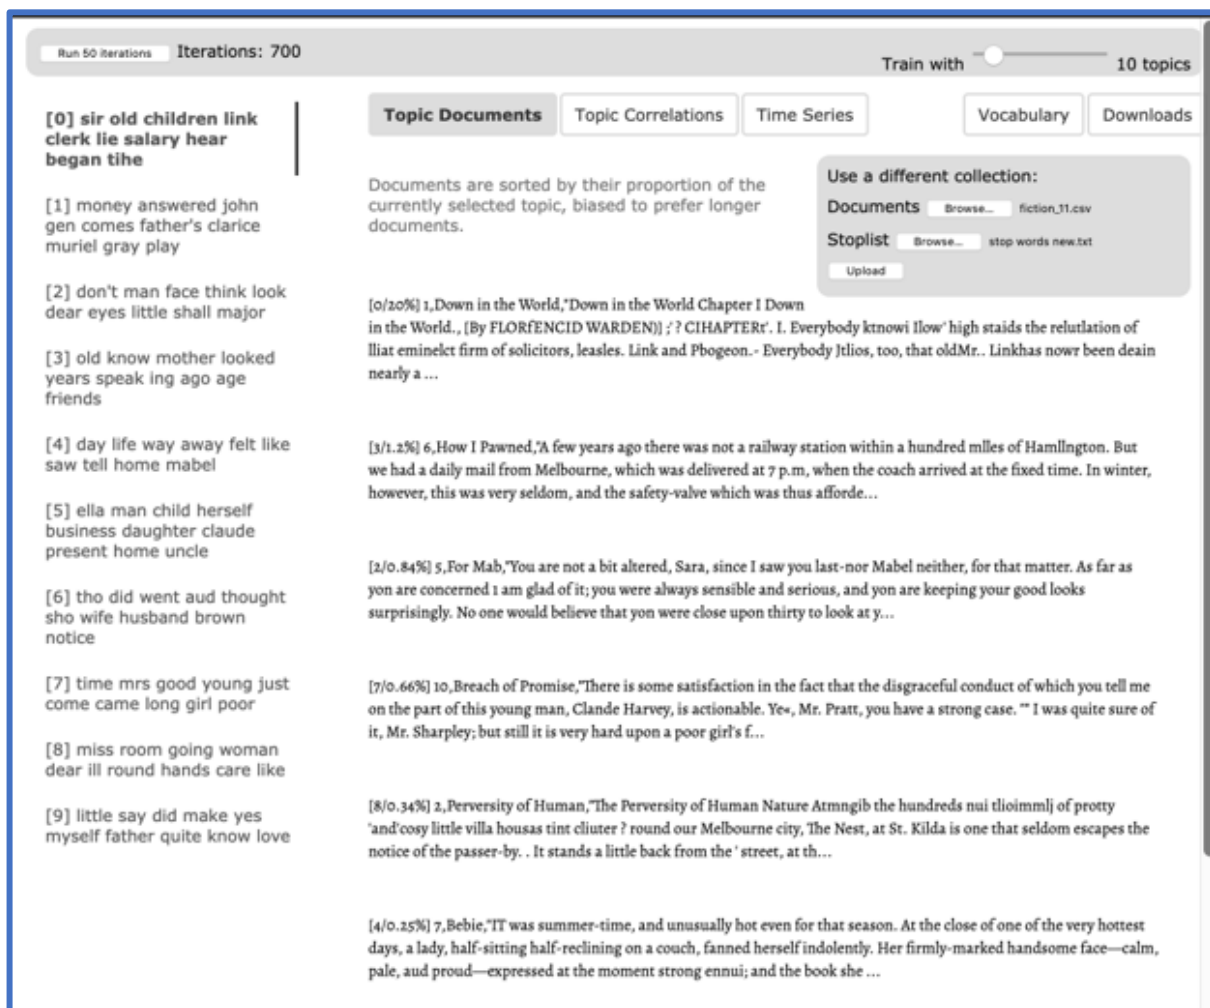 Run 50 iterations Iterations: 700
Train with 10 topics
[0] sir old children link
clerk lie salary hear
began tihe
[1] money answered john
gen comes father's clarice
muriel gray play
[2] don't man face think look
dear eyes little shall major
[3] old know mother looked
years speak ing ago age
friends
[4] day life way away felt like
saw tell home mabel
[5] ella man child herself
business daughter claude
present home uncle
[6] tho did went aud thought
sho wife husband brown
notice
[7] time mrs good young just
come came long girl poor
[8] miss room going woman
dear ill round hands care like
[9] little say did make yes
myself father quite know love
Topic Documents Topic Correlations Time Series Vocabulary Downloads
Documents are sorted by their proportion of the
currently selected topic, biased to prefer longer
documents.
Use a different collection:
Documents Browse... fiction_11.csv
Stoplist Browse... stop words new.txt
Upload
[0/20%] 1,Down in the World,"Down in the World Chapter I Down
in the World., [By FLORfENCID WARDEN)] ;' ? CIHAPTERt'. I. Everybody ktnowi Ilow' high staids the relutlation of
lliat eminelct firm of solicitors, leasles. Link and Pbogeon.- Everybody Jtlios, too, that oldMr.. Linkhas nowr been deain
nearly a ...
[3/1.2%] 6,How I Pawned,"A few years ago there was not a railway station within a hundred mlles of Hamllngton. But
we had a daily mail from Melbourne, which was delivered at 7 p.m, when the coach arrived at the fixed time. In winter,
however, this was very seldom, and the safety-valve which was thus afforde...
[2/0.84%] 5,For Mab,"You are not a bit altered, Sara, since I saw you last-nor Mabel neither, for that matter. As far as
yon are concerned 1 am glad of it; you were always sensible and serious, and yon are keeping your good looks
surprisingly. No one would believe that yon were close upon thirty to look at y...
[7/0.66%] 10,Breach of Promise,"There is some satisfaction in the fact that the disgraceful conduct of which you tell me
on the part of this young man, Clande Harvey, is actionable. Ye«, Mr. Pratt, you have a strong case. "" I was quite sure of
it, Mr. Sharpley; but still it is very hard upon a poor girl's f...
[8/0.34%] 2,Perversity of Human,"The Perversity of Human Nature Atmngib the hundreds nui tlioimmlj of protty
'and'cosy little villa housas tint cliuter ? round our Melbourne city, The Nest, at St. Kilda is one that seldom escapes the
notice of the passer-by. . It stands a little back from the ' street, at th...
[4/0.25%] 7,Bebie,"IT was summer-time, and unusually hot even for that season. At the close of one of the very hottest
days, a lady, half-sitting half-reclining on a couch, fanned herself indolently. Her firmly-marked handsome face—calm,
pale, aud proud—expressed at the moment strong ennui; and the book she ...